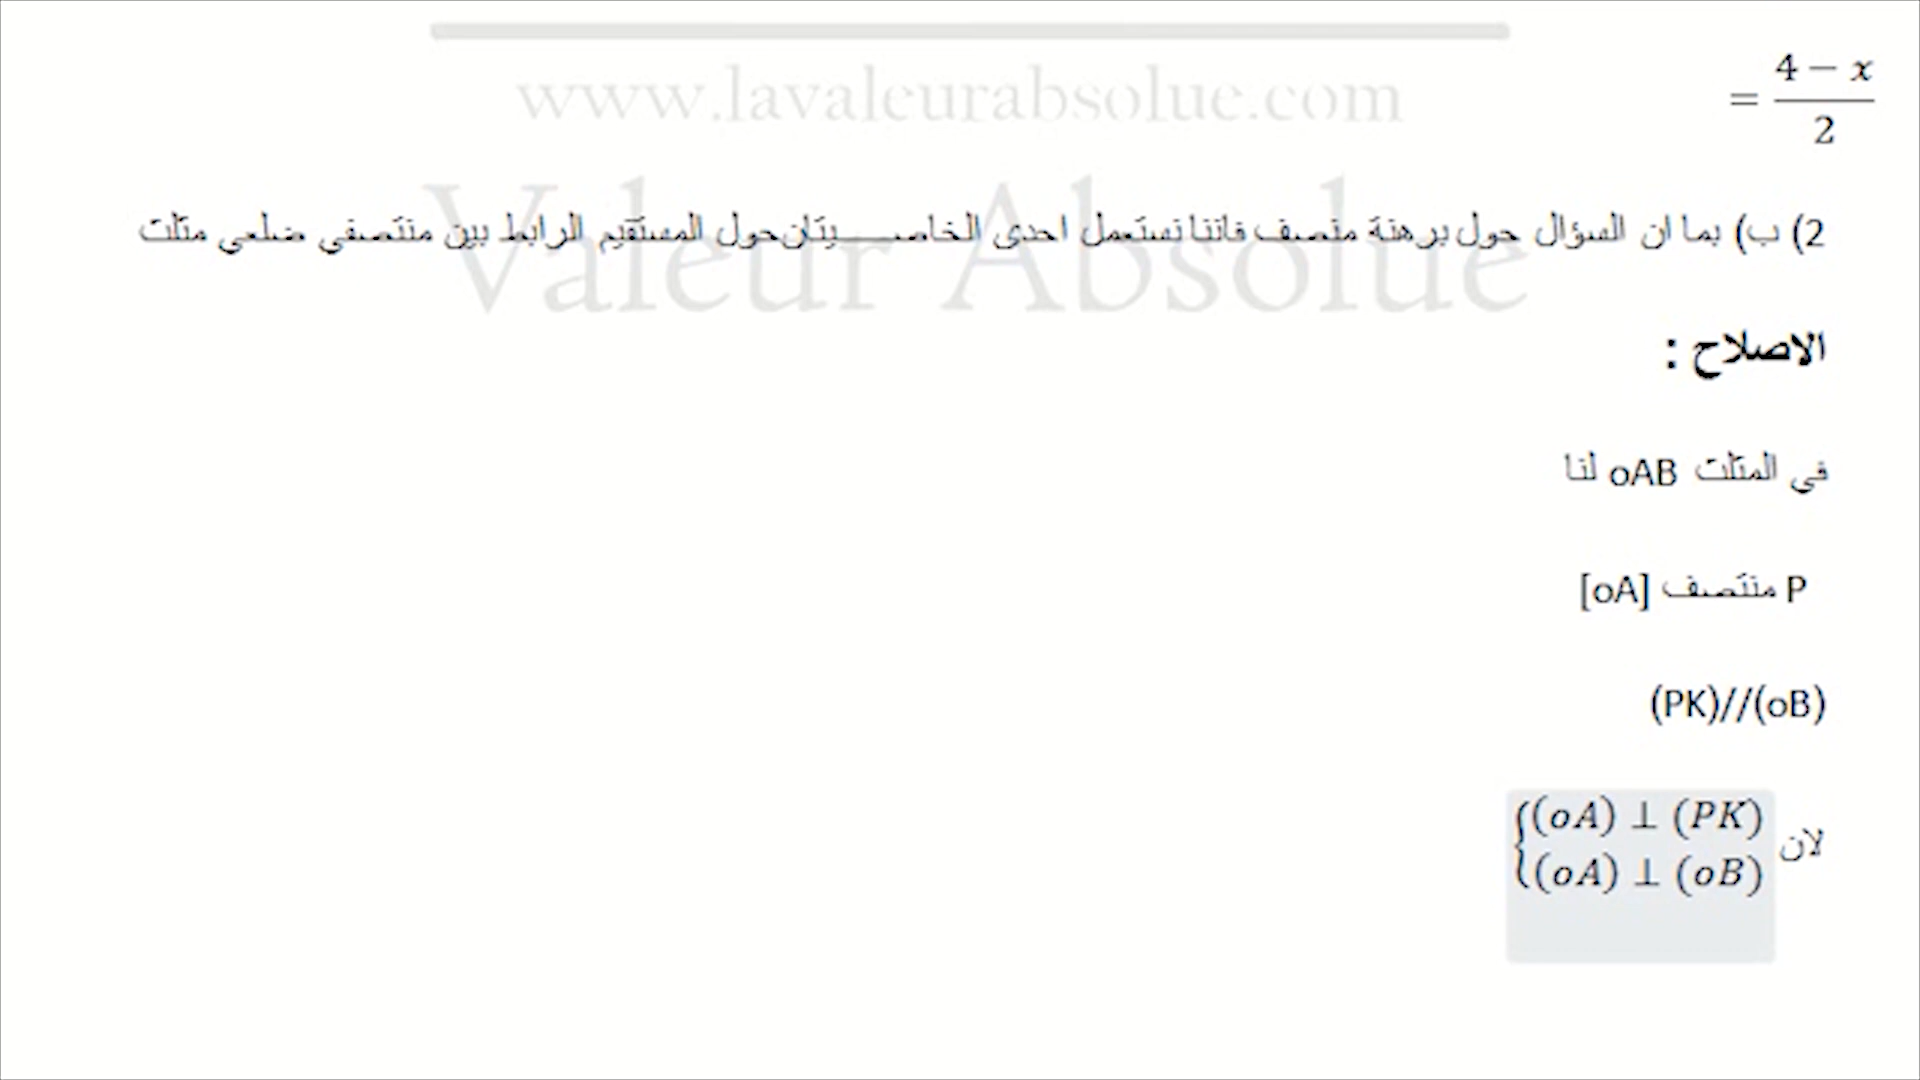 www.lavaleurabsolue.com
= \frac{4 - x}{2}
Valeur Absolue
2) ب) بما ان السؤال حول برهنة منصف فاننا نستعمل احدى الخاصـــــيتان حول المستقيم الرابط بين منتصفي ضلعي مثلث
الاصلاح :
في المثلث oAB لنا
P منتصف [oA]
(PK)//(oB)
لان {(oA) ⊥ (PK)
(oA) ⊥ (oB)